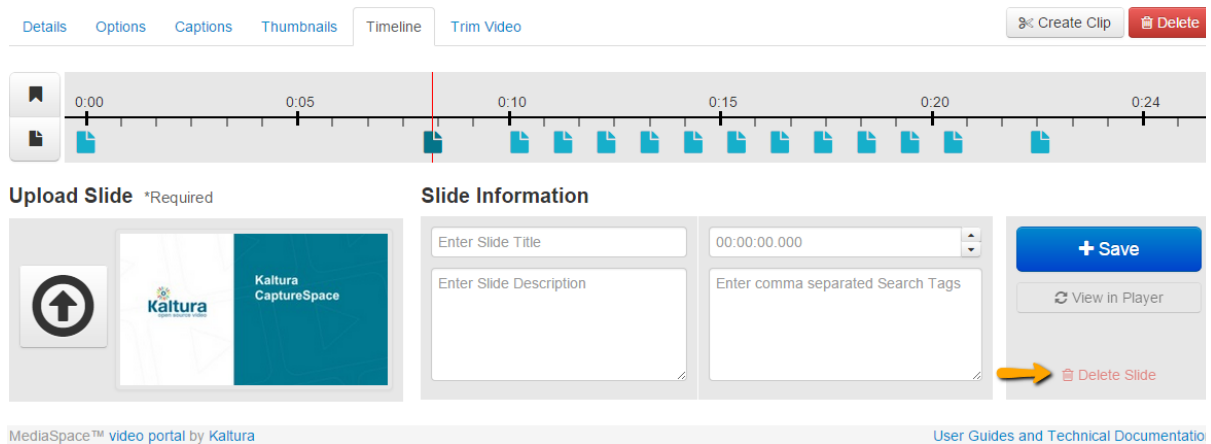 Details Options Captions Thumbnails Timeline Trim Video Create Clip Delete
0:00 0:05 0:10 0:15 0:20 0:24
Upload Slide *Required
Slide Information
Kaltura
open source video
Kaltura
CaptureSpace
Enter Slide Title
00:00:00.000
Enter Slide Description
Enter comma separated Search Tags
Save
View in Player
Delete Slide
MediaSpace™ video portal by Kaltura
User Guides and Technical Documentation